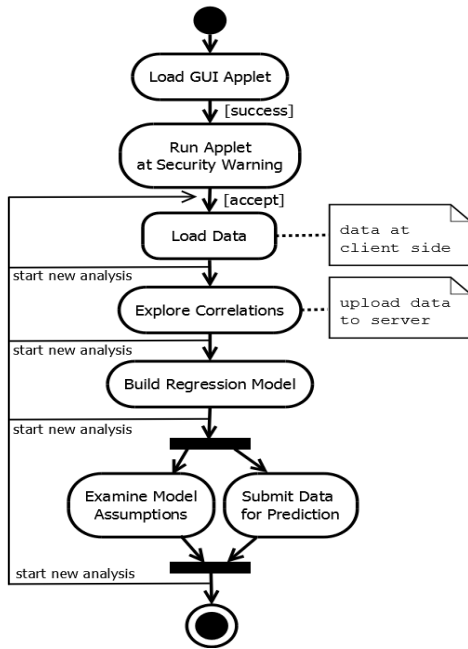 Load GUI Applet
[success]
Run Applet
at Security Warning
[accept]
Load Data
data at
client side
start new analysis
Explore Correlations
upload data
to server
start new analysis
Build Regression Model
start new analysis
Examine Model
Assumptions
Submit Data
for Prediction
start new analysis